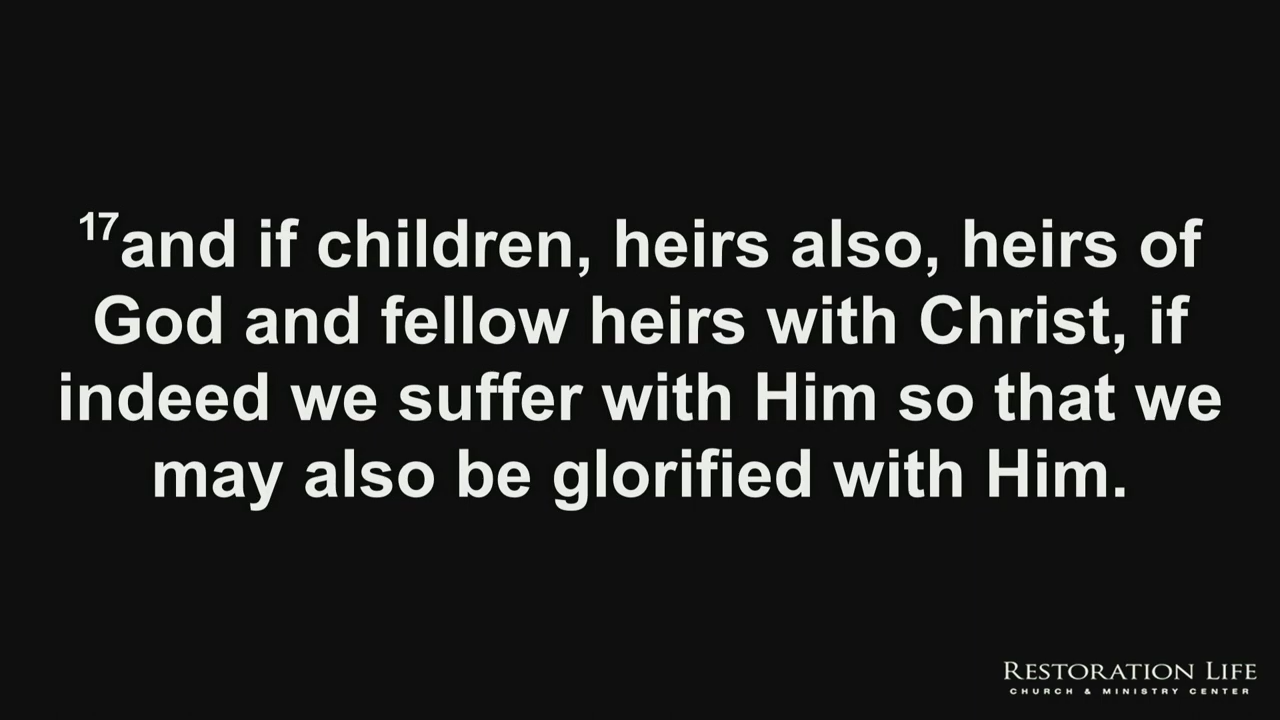 17and if children, heirs also, heirs of
God and fellow heirs with Christ, if
indeed we suffer with Him so that we
may also be glorified with Him.
RESTORATION LIFE
CHURCH & MINISTRY CENTER